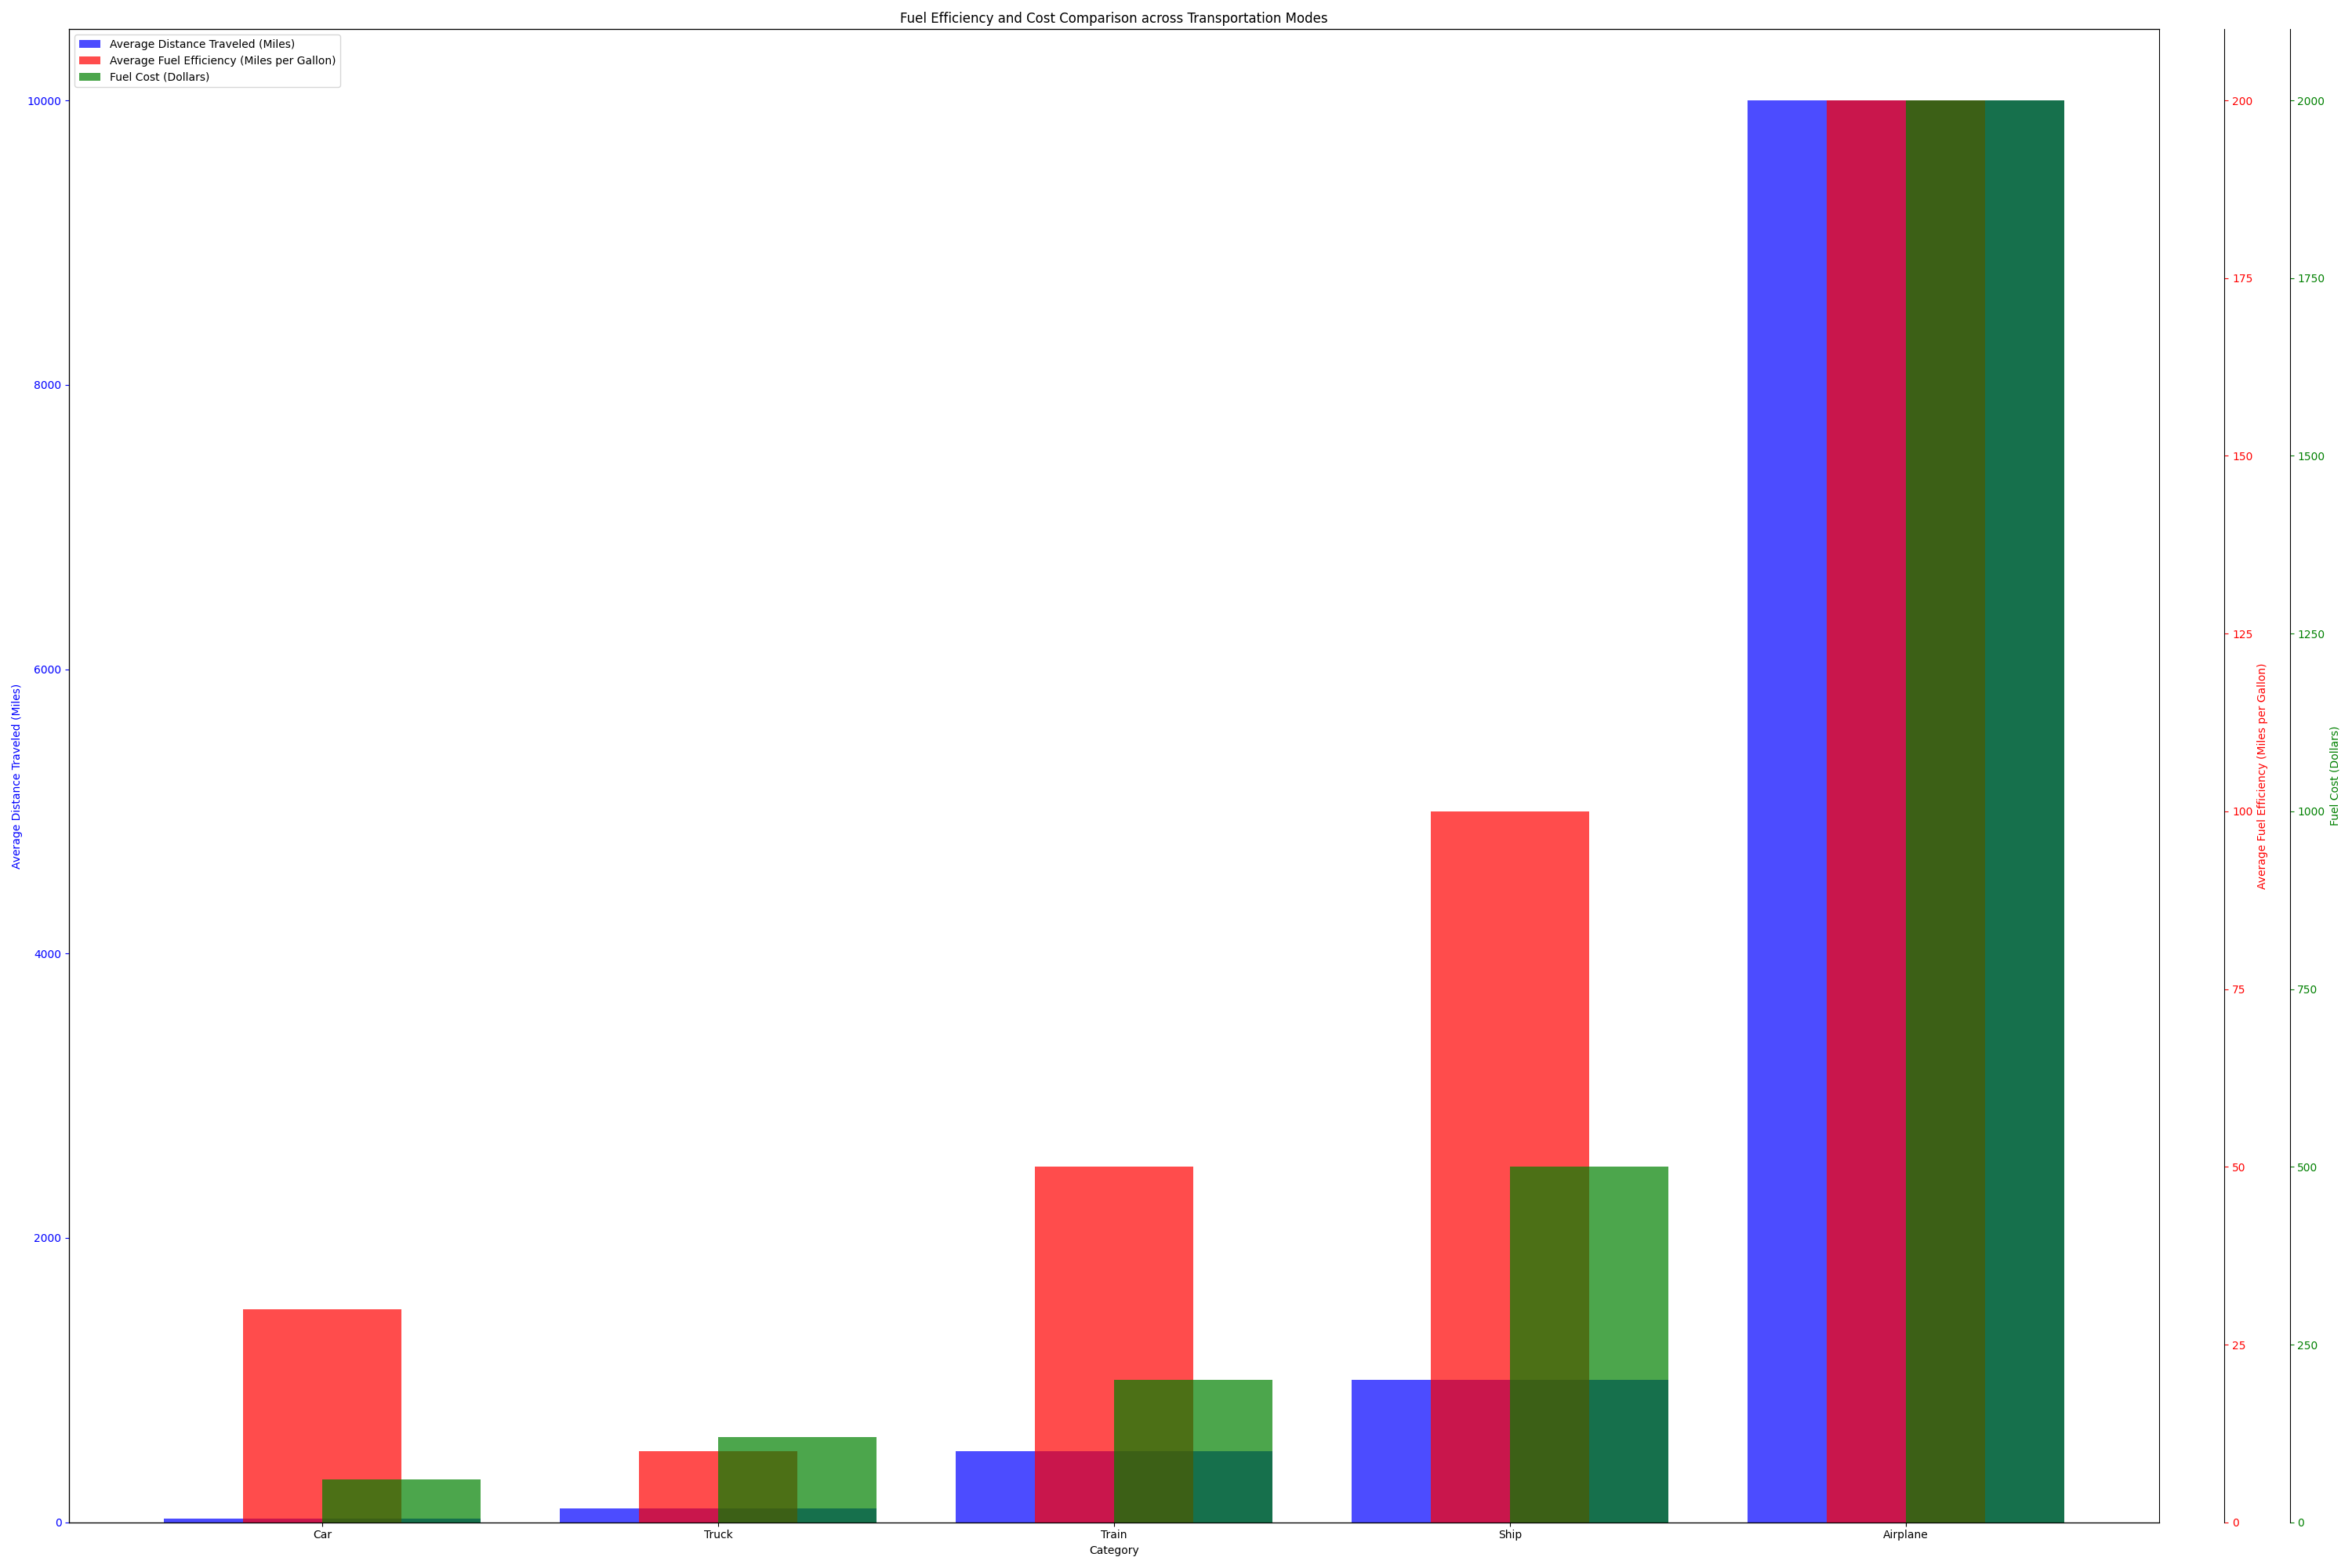 Fuel Efficiency and Cost Comparison across Transportation Modes
Average Distance Traveled (Miles)
Average Fuel Efficiency (Miles per Gallon)
Fuel Cost (Dollars)
10000
8000
6000
4000
2000
0
Average Distance Traveled (Miles)
Car
Truck
Train
Ship
Airplane
Category
200
175
150
125
100
75
50
25
0
Average Fuel Efficiency (Miles per Gallon)
2000
1750
1500
1250
1000
750
500
250
0
Fuel Cost (Dollars)